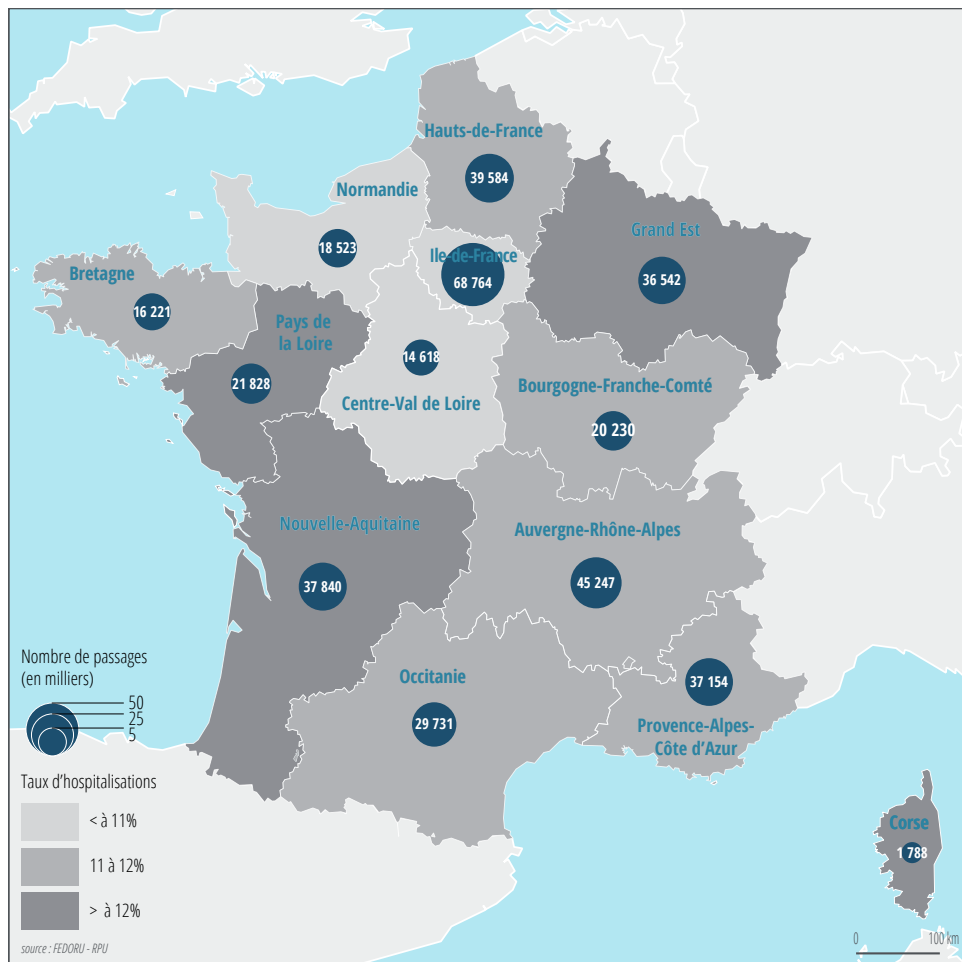 Hauts-de-France
39 584
Normandie
18 523
Ile-de-France
68 764
Grand Est
36 542
Bretagne
16 221
Pays de
la Loire
21 828
14 618
Centre-Val de Loire
Bourgogne-Franche-Comté
20 230
Nouvelle-Aquitaine
37 840
Auvergne-Rhône-Alpes
45 247
Occitanie
29 731
37 154
Provence-Alpes-
Côte d'Azur
Corse
1 788
Nombre de passages
(en milliers)
50
25
5
Taux d'hospitalisations
< à 11%
11 à 12%
> à 12%
source : FEDORU - RPU
0 100 km